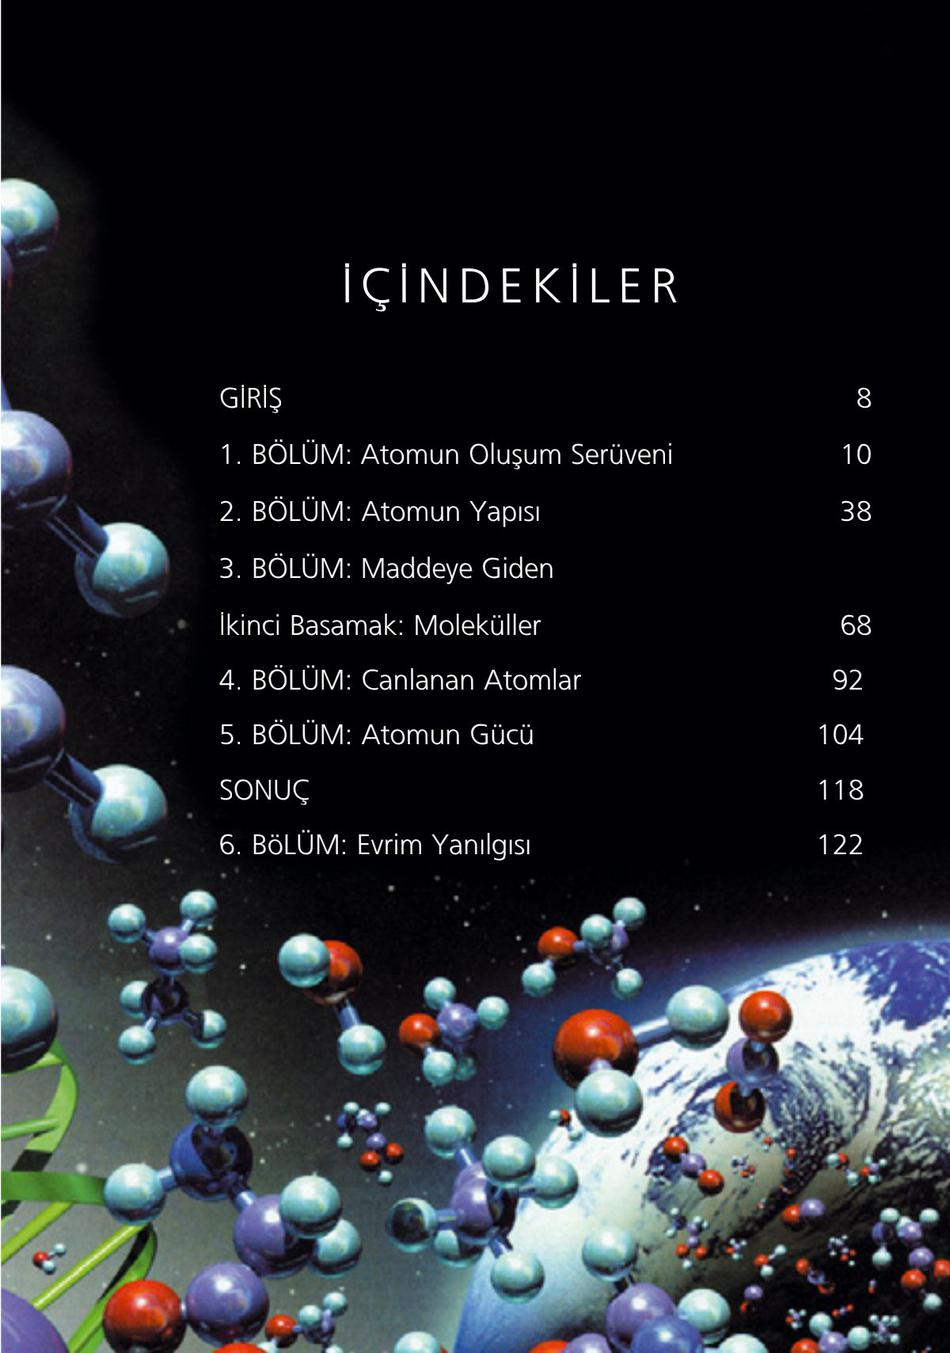 İÇİNDEKİLER
GİRİŞ 8
1. BÖLÜM: Atomun Oluşum Serüveni 10
2. BÖLÜM: Atomun Yapısı 38
3. BÖLÜM: Maddeye Giden
İkinci Basamak: Moleküller 68
4. BÖLÜM: Canlanan Atomlar 92
5. BÖLÜM: Atomun Gücü 104
SONUÇ 118
6. BöLÜM: Evrim Yanılgısı 122